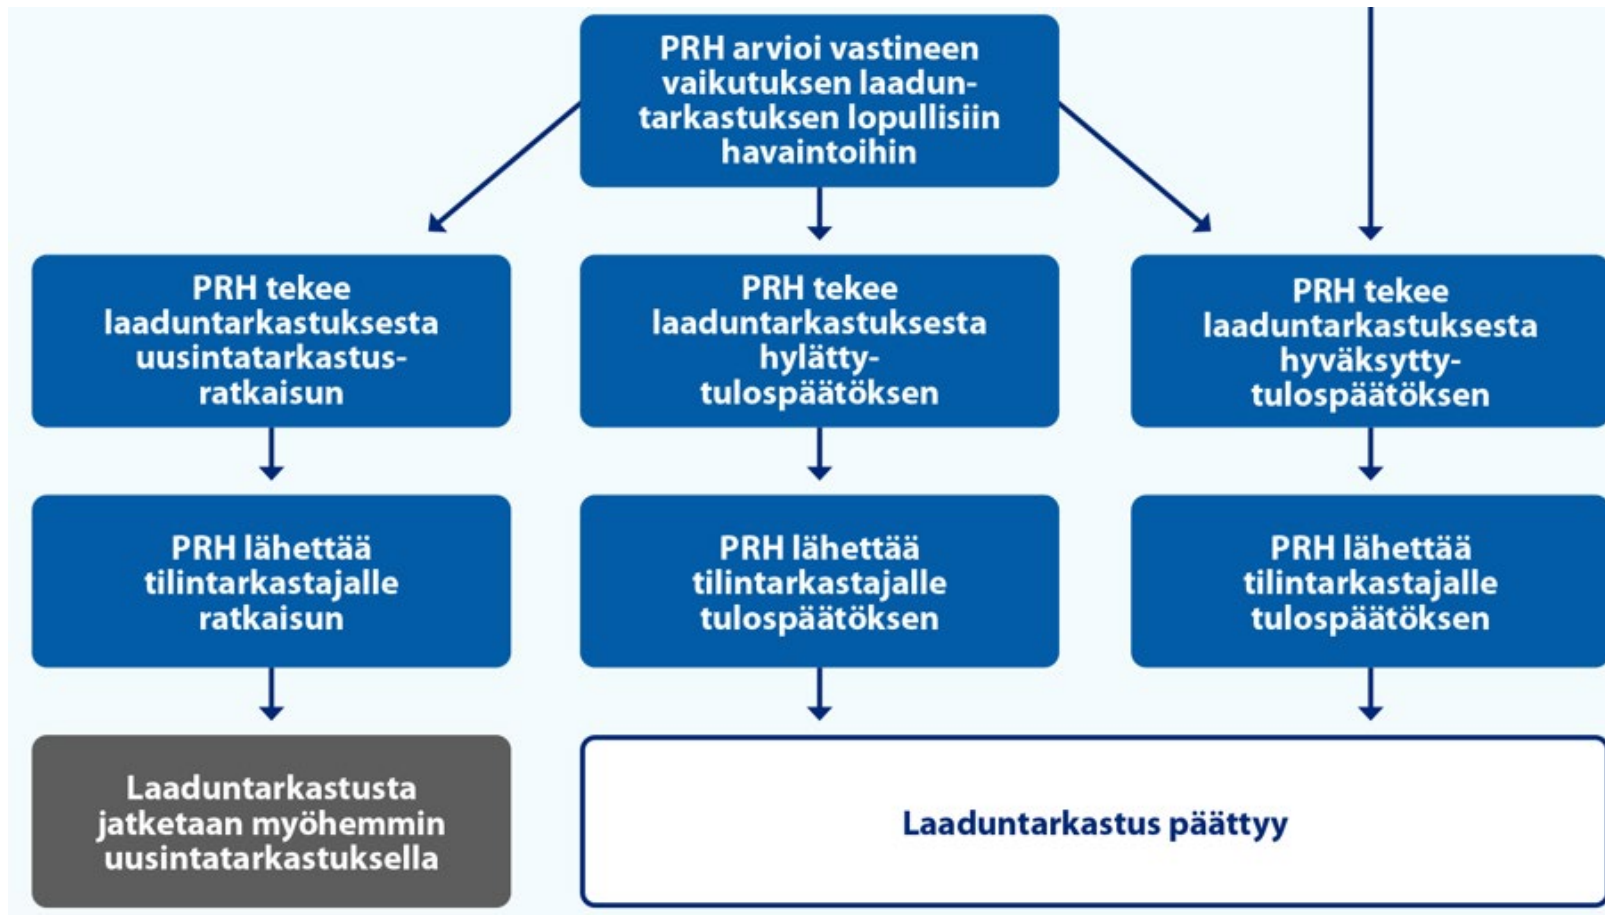 PRH arvioi vastineen
vaikutuksen laadun-
tarkastuksen lopullisiin
havaintoihin
PRH tekee
laaduntarkastuksesta
uusintatarkastus-
ratkaisun
PRH tekee
laaduntarkastuksesta
hylätty-
tulospäätöksen
PRH tekee
laaduntarkastuksesta
hyväksytty-
tulospäätöksen
PRH lähettää
tilintarkastajalle
ratkaisun
PRH lähettää
tilintarkastajalle
tulospäätöksen
PRH lähettää
tilintarkastajalle
tulospäätöksen
Laaduntarkastusta
jatketaan myöhemmin
uusintatarkastuksella
Laaduntarkastus päättyy